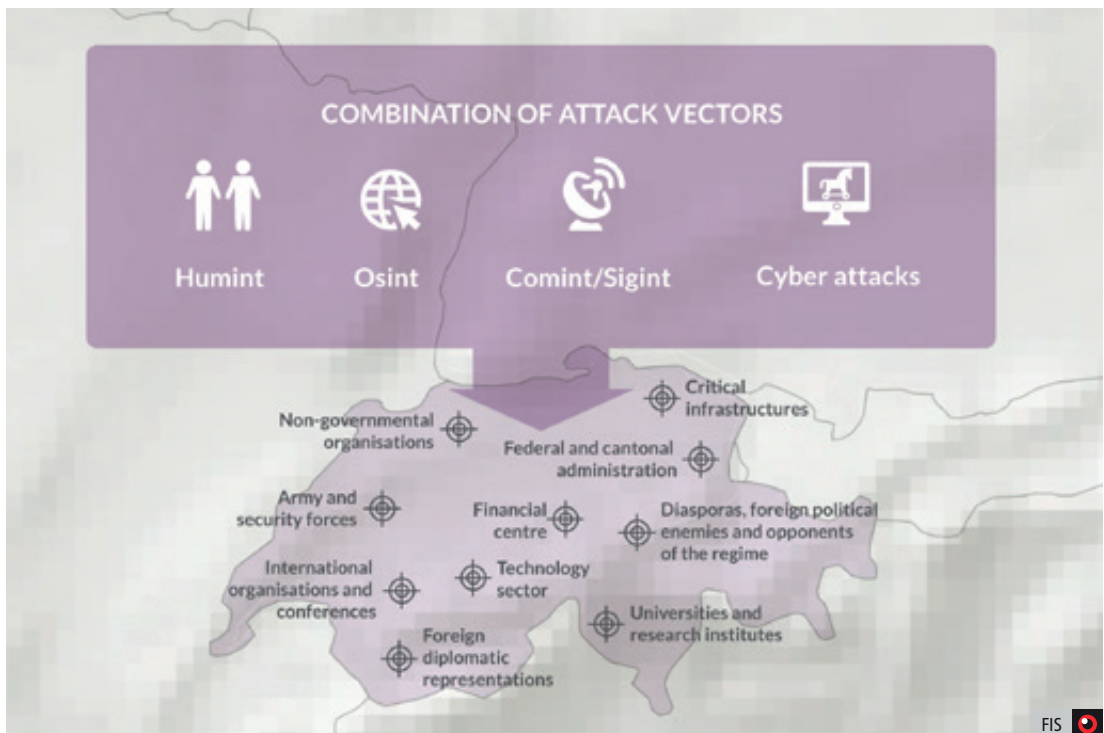 COMBINATION OF ATTACK VECTORS
Humint
Osint
Comint/Sigint
Cyber attacks
Critical
infrastructures
Non-governmental
organisations
Federal and cantonal
administration
Army and
security forces
Financial
centre
Diasporas, foreign political
enemies and opponents
of the regime
International
organisations and
conferences
Technology
sector
Universities and
research institutes
Foreign
diplomatic
representations
FIS